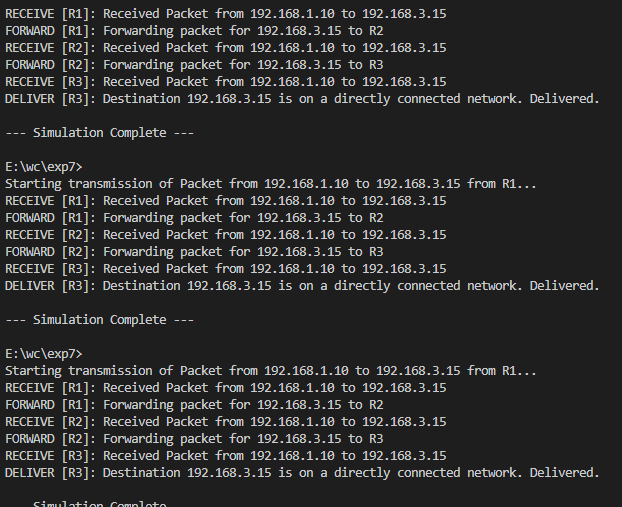 RECEIVE [R1]: Received Packet from 192.168.1.10 to 192.168.3.15
FORWARD [R1]: Forwarding packet for 192.168.3.15 to R2
RECEIVE [R2]: Received Packet from 192.168.1.10 to 192.168.3.15
FORWARD [R2]: Forwarding packet for 192.168.3.15 to R3
RECEIVE [R3]: Received Packet from 192.168.1.10 to 192.168.3.15
DELIVER [R3]: Destination 192.168.3.15 is on a directly connected network. Delivered.
--- Simulation Complete ---
E:\wc\exp7>
Starting transmission of Packet from 192.168.1.10 to 192.168.3.15 from R1...
RECEIVE [R1]: Received Packet from 192.168.1.10 to 192.168.3.15
FORWARD [R1]: Forwarding packet for 192.168.3.15 to R2
RECEIVE [R2]: Received Packet from 192.168.1.10 to 192.168.3.15
FORWARD [R2]: Forwarding packet for 192.168.3.15 to R3
RECEIVE [R3]: Received Packet from 192.168.1.10 to 192.168.3.15
DELIVER [R3]: Destination 192.168.3.15 is on a directly connected network. Delivered.
--- Simulation Complete ---
E:\wc\exp7>
Starting transmission of Packet from 192.168.1.10 to 192.168.3.15 from R1...
RECEIVE [R1]: Received Packet from 192.168.1.10 to 192.168.3.15
FORWARD [R1]: Forwarding packet for 192.168.3.15 to R2
RECEIVE [R2]: Received Packet from 192.168.1.10 to 192.168.3.15
FORWARD [R2]: Forwarding packet for 192.168.3.15 to R3
RECEIVE [R3]: Received Packet from 192.168.1.10 to 192.168.3.15
DELIVER [R3]: Destination 192.168.3.15 is on a directly connected network. Delivered.
Simulation Complete